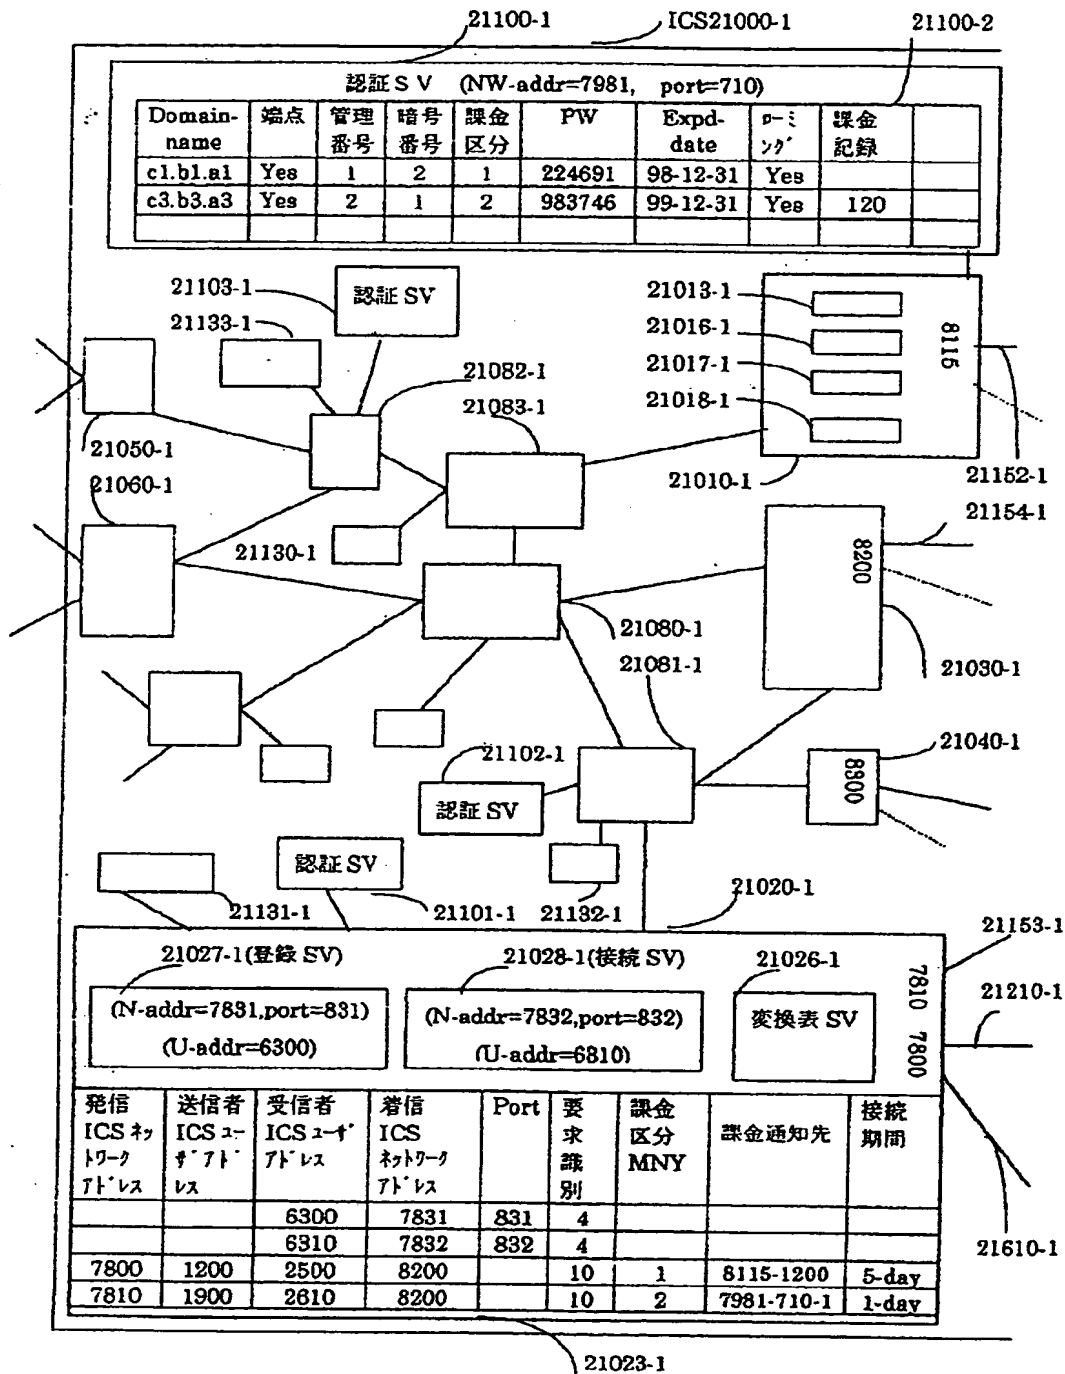 21100-1
ICS21000-1
21100-2
認証SV (NW-addr=7981, port=710)
Domain-name 端点 管理番号 暗号番号 課金区分 PW Expd-date ローミング 課金記録
c1.b1.a1 Yes 1 2 1 224691 98-12-31 Yes
c3.b3.a3 Yes 2 1 2 983746 99-12-31 Yes 120
21103-1
認証SV
21133-1
21082-1
21083-1
21013-1
21016-1
21017-1
21018-1
8115
21050-1
21060-1
21010-1
21152-1
21154-1
21130-1
8200
21080-1
21081-1
21030-1
21102-1
認証SV
21040-1
8300
認証SV
21131-1
21101-1
21132-1
21020-1
21153-1
21027-1(登録SV)
21028-1(接続SV)
21026-1
7810 7800
21210-1
(N-addr=7831,port=831)
(U-addr=6300)
(N-addr=7832,port=832)
(U-addr=6310)
変換表SV
発信ICSネットワークアドレス 送信者ICSユーザアドレス 受信者ICSユーザアドレス 着信ICSネットワークアドレス Port 要求識別 課金区分MNY 課金通知先 接続期間
6300 7831 831 4
6310 7832 832 4
7800 1200 2500 8200 10 1 8115-1200 5-day
7810 1900 2610 8200 10 2 7981-710-1 1-day
21610-1
21023-1